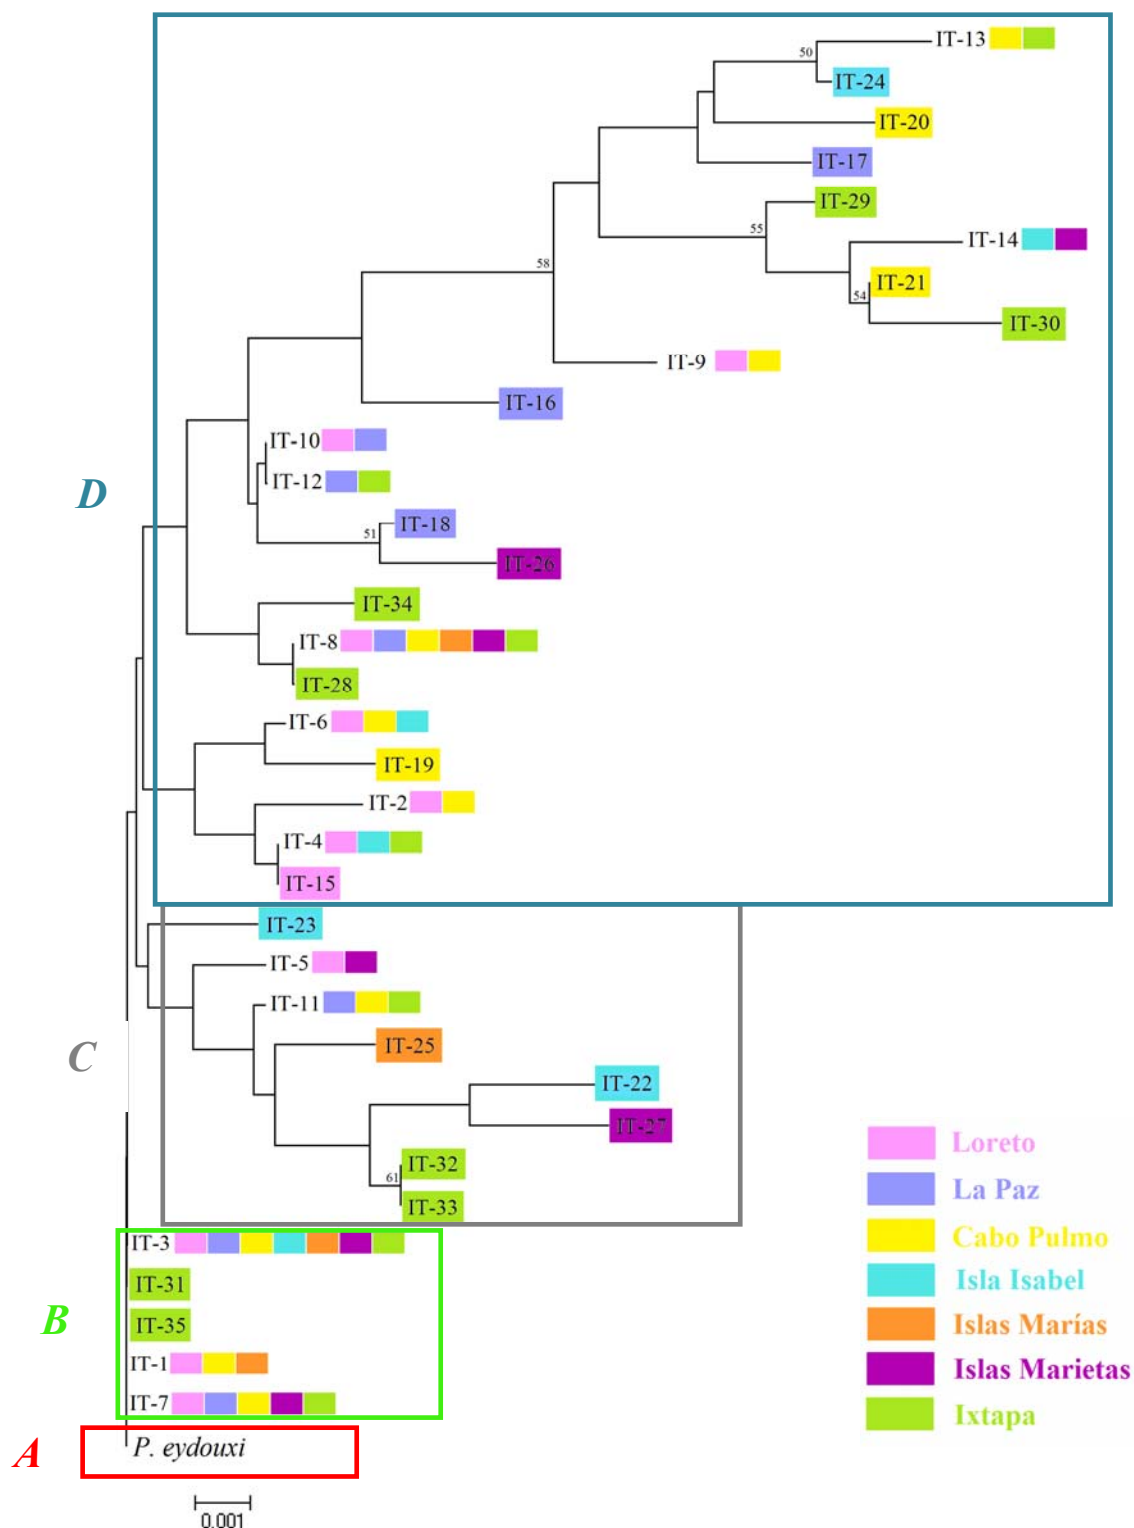 IT-13
50
IT-24
IT-20
IT-17
IT-29
55
IT-14
58
IT-21
54
IT-30
IT-9
IT-16
IT-10
IT-12
D
IT-18
51
IT-26
IT-34
IT-8
IT-28
IT-6
IT-19
IT-2
IT-4
IT-15
IT-23
IT-5
IT-11
C
IT-25
IT-22
IT-27
IT-32
61
IT-33
IT-3
IT-31
B
IT-35
IT-1
IT-7
A
P. eydouxi
0.001
Loreto
La Paz
Cabo Pulmo
Isla Isabel
Islas Marías
Islas Marietas
Ixtapa